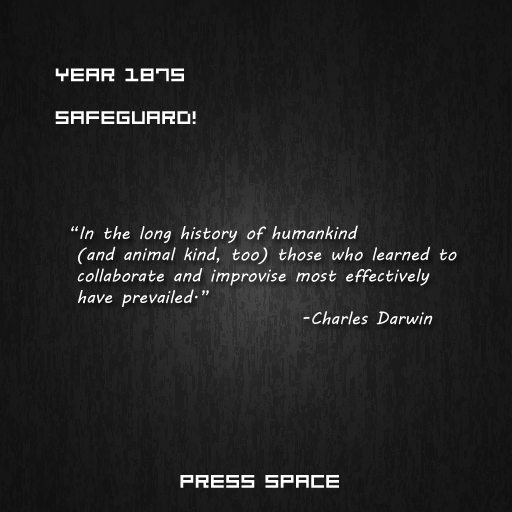 YEAR 1875
SAFEGUARD!
“In the long history of humankind
(and animal kind, too) those who learned to
collaborate and improvise most effectively
have prevailed.”
-Charles Darwin
PRESS SPACE